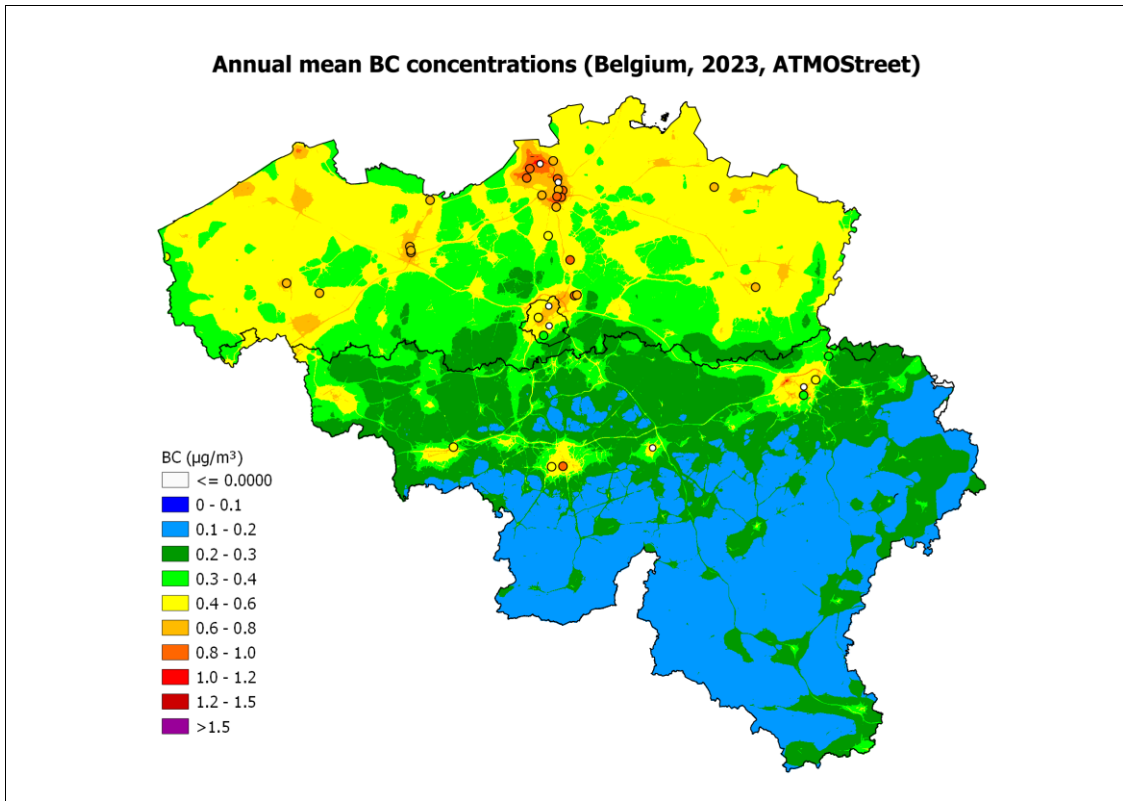 Annual mean BC concentrations (Belgium, 2023, ATMOStreet)
BC (µg/m³)
<= 0.0000
0 - 0.1
0.1 - 0.2
0.2 - 0.3
0.3 - 0.4
0.4 - 0.6
0.6 - 0.8
0.8 - 1.0
1.0 - 1.2
1.2 - 1.5
>1.5